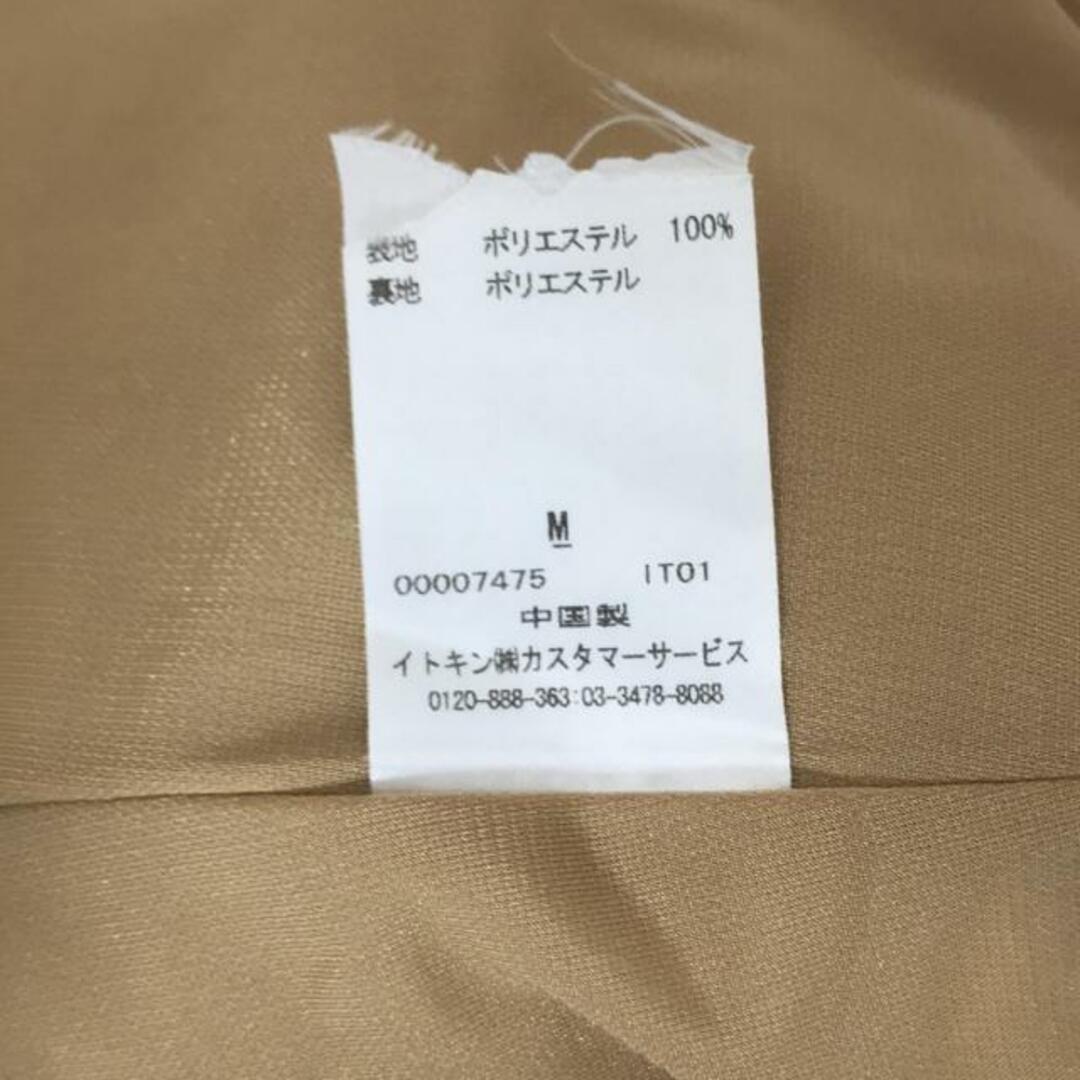 表地 ポリエステル 100%
裏地 ポリエステル
M
00007475 IT01
中国製
イトキン㈱カスタマーサービス
0120-888-363:03-3478-8088